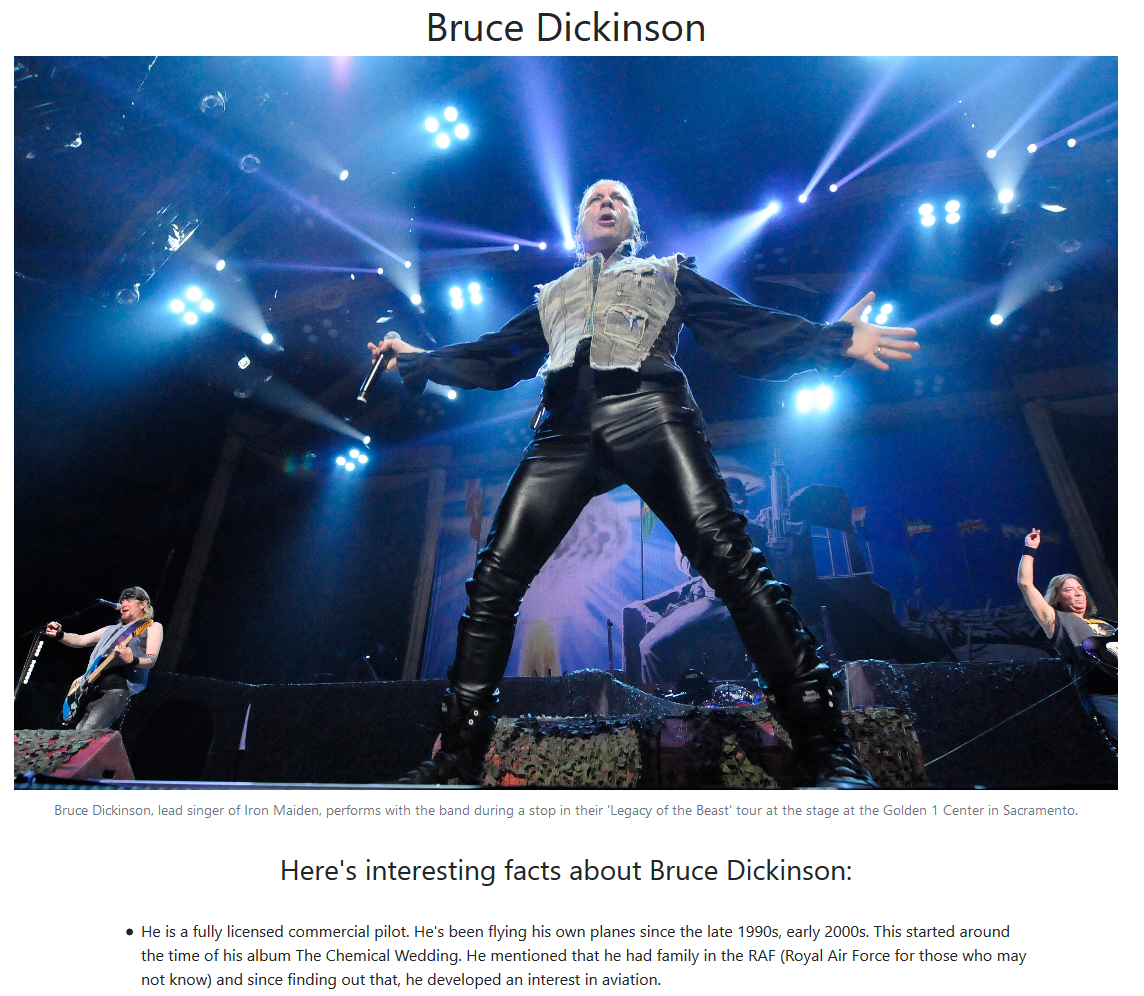 Bruce Dickinson
Bruce Dickinson, lead singer of Iron Maiden, performs with the band during a stop in their 'Legacy of the Beast' tour at the stage at the Golden 1 Center in Sacramento.
Here's interesting facts about Bruce Dickinson:
• He is a fully licensed commercial pilot. He's been flying his own planes since the late 1990s, early 2000s. This started around
the time of his album The Chemical Wedding. He mentioned that he had family in the RAF (Royal Air Force for those who may
not know) and since finding out that, he developed an interest in aviation.